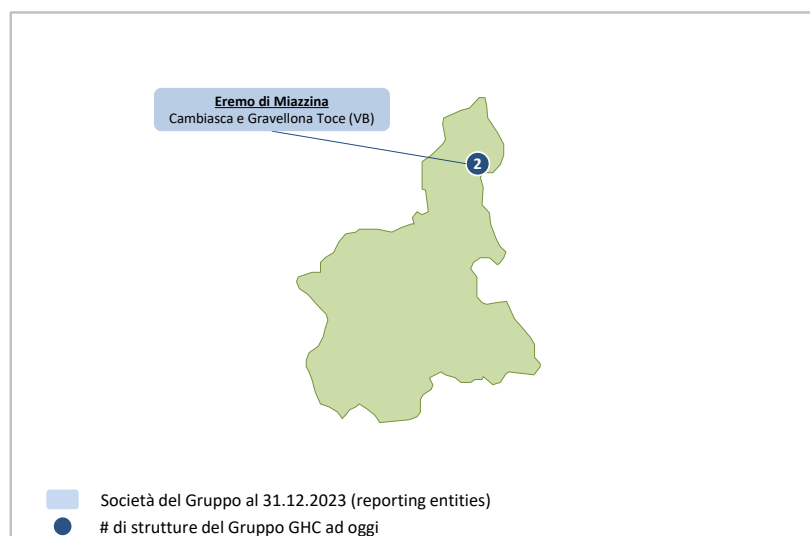 Eremo di Miazzina
Cambiasca e Gravellona Toce (VB)
2
Società del Gruppo al 31.12.2023 (reporting entities)
# di strutture del Gruppo GHC ad oggi